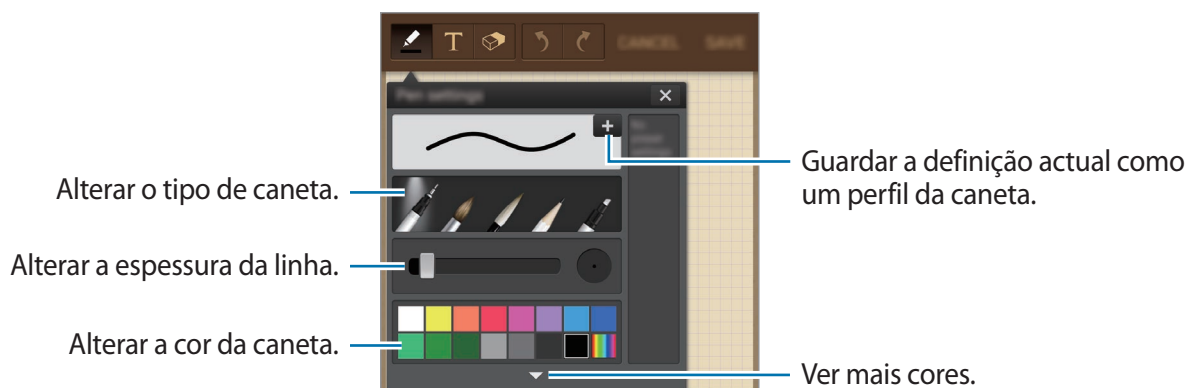 T
CANCEL SAVE
Pen settings
Alterar o tipo de caneta.
Alterar a espessura da linha.
Alterar a cor da caneta.
Guardar a definição actual como
um perfil da caneta.
Ver mais cores.